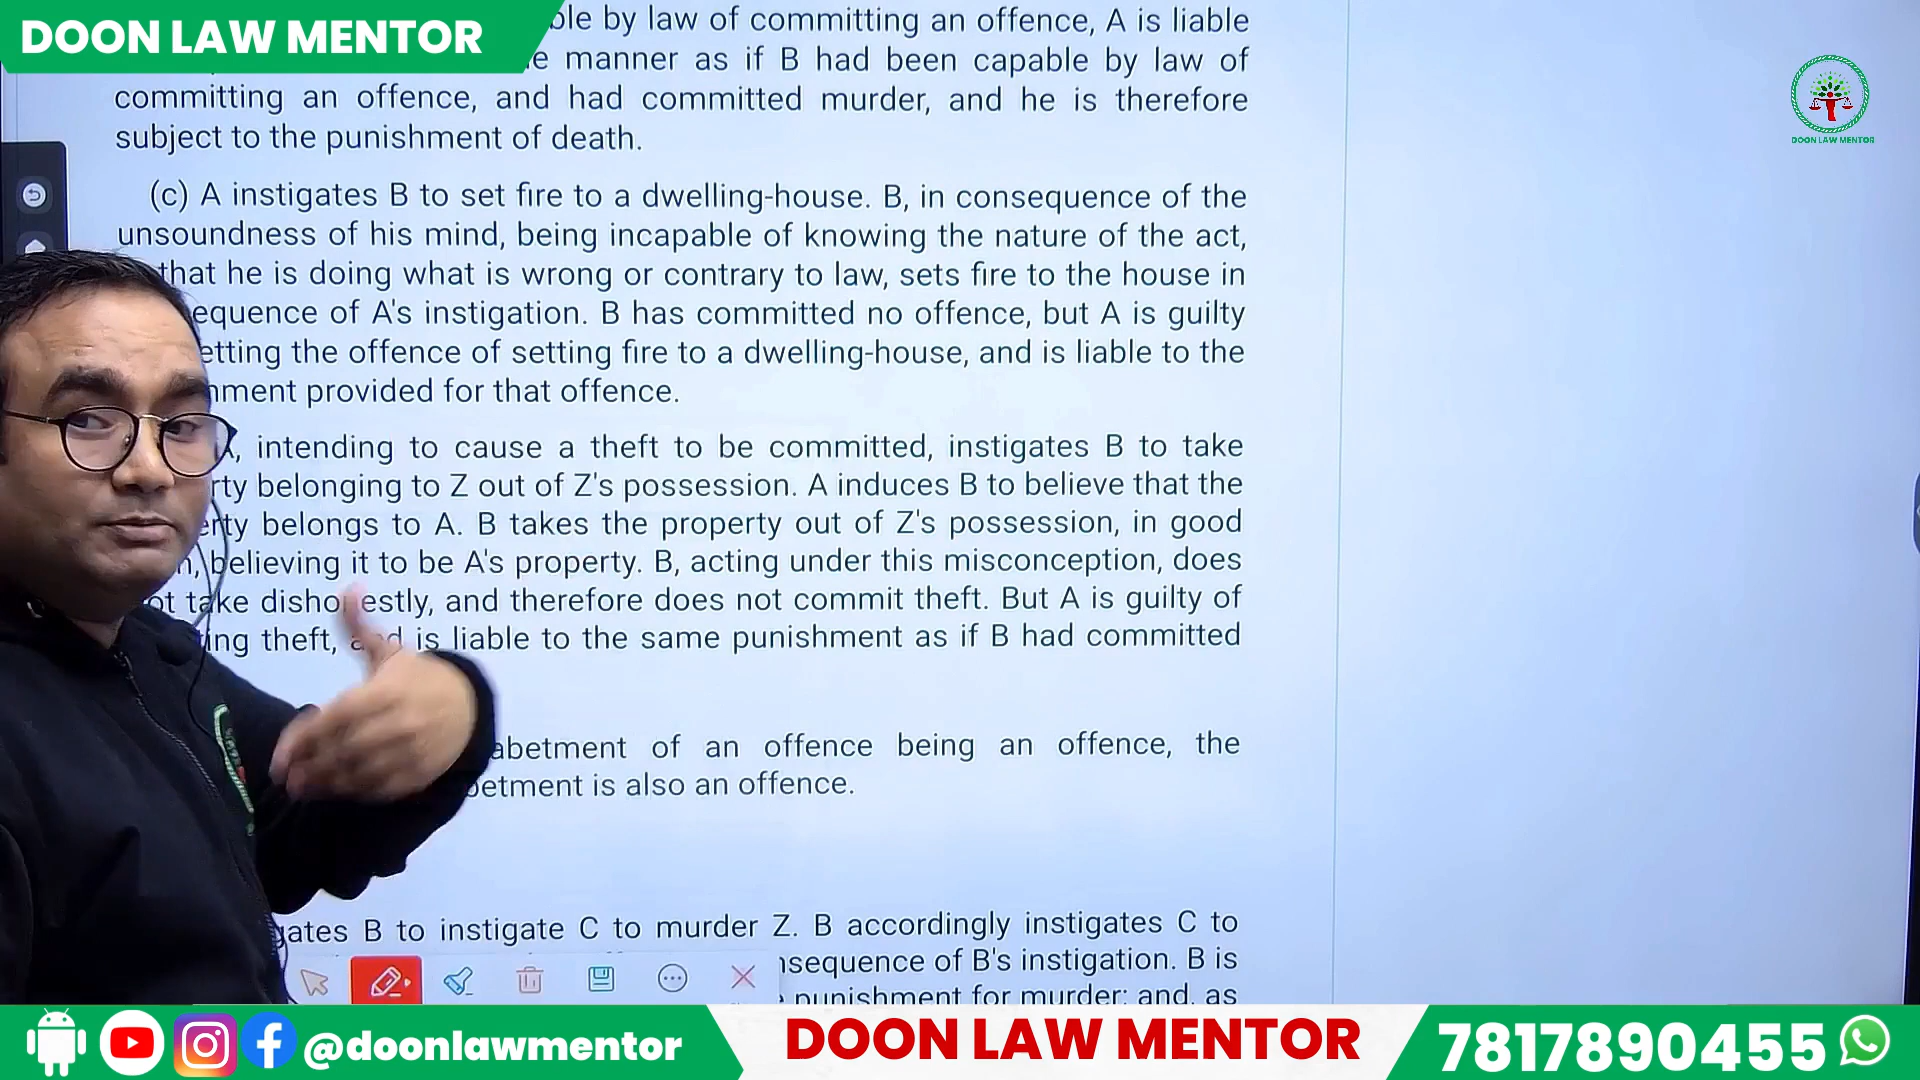 DOON LAW MENTOR
by law of committing an offence, A is liable
manner as if B had been capable by law of
committing an offence, and had committed murder, and he is therefore
subject to the punishment of death.
DOON LAW MENTOR
(c) A instigates B to set fire to a dwelling-house. B, in consequence of the
unsoundness of his mind, being incapable of knowing the nature of the act,
that he is doing what is wrong or contrary to law, sets fire to the house in
of A's instigation. B has committed no offence, but A is guilty
the offence of setting fire to a dwelling-house, and is liable to the
provided for that offence.
A, intending to cause a theft to be committed, instigates B to take
belonging to Z out of Z's possession. A induces B to believe that the
belongs to A. B takes the property out of Z's possession, in good
believing it to be A's property. B, acting under this misconception, does
take dishonestly, and therefore does not commit theft. But A is guilty of
theft, and is liable to the same punishment as if B had committed
abetment of an offence being an offence, the
is also an offence.
B to instigate C to murder Z. B accordingly instigates C to
of B's instigation. B is
punishment for murder; and, as
@doonlawmentor
DOON LAW MENTOR
7817890455